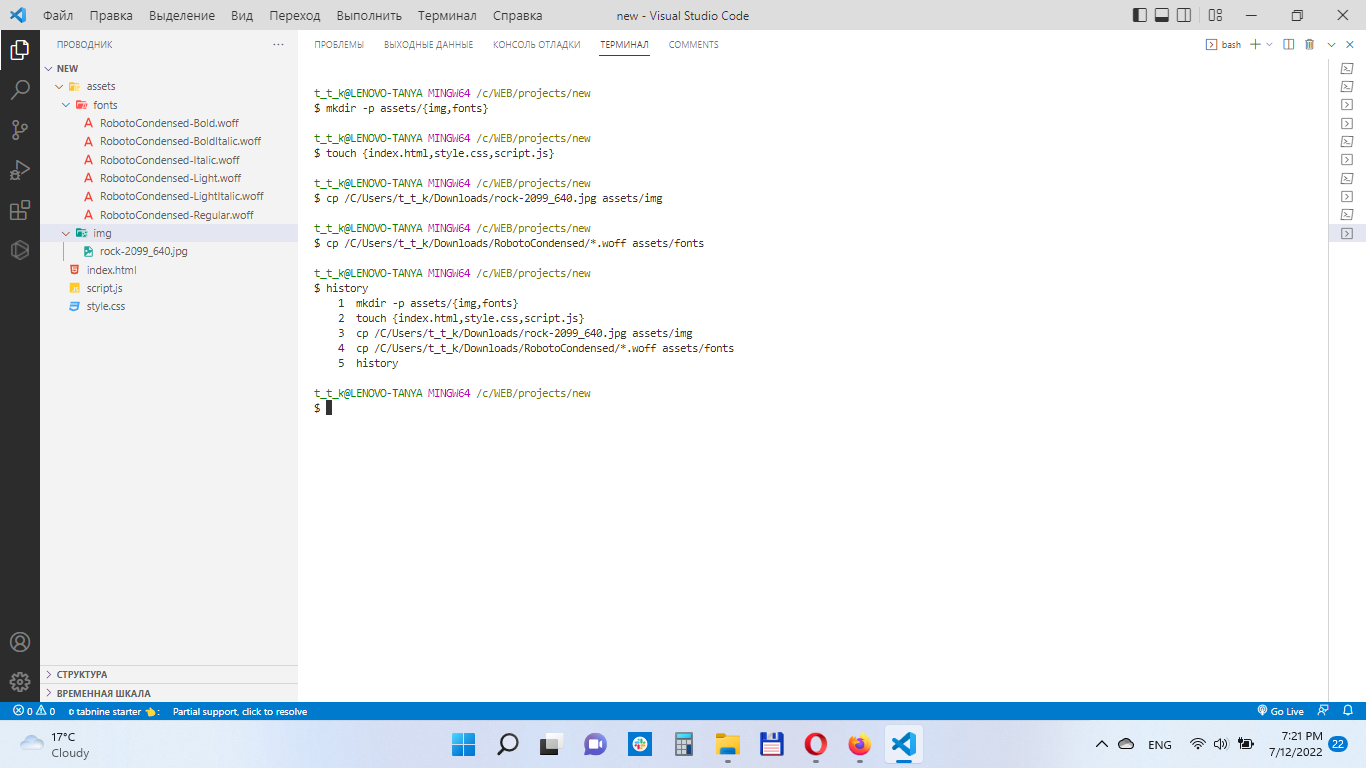 Файл Правка Выделение Вид Переход Выполнить Терминал Справка new - Visual Studio Code
ПРОВОДНИК ···
NEW
assets
fonts
RobotoCondensed-Bold.woff
RobotoCondensed-BoldItalic.woff
RobotoCondensed-Italic.woff
RobotoCondensed-Light.woff
RobotoCondensed-LightItalic.woff
RobotoCondensed-Regular.woff
img
rock-2099_640.jpg
index.html
script.js
style.css
СТРУКТУРА
ВРЕМЕННАЯ ШКАЛА
ПРОБЛЕМЫ ВЫХОДНЫЕ ДАННЫЕ КОНСОЛЬ ОТЛАДКИ ТЕРМИНАЛ COMMENTS bash
t_t_k@LENOVO-TANYA MINGW64 /c/WEB/projects/new
$ mkdir -p assets/{img,fonts}
t_t_k@LENOVO-TANYA MINGW64 /c/WEB/projects/new
$ touch {index.html,style.css,script.js}
t_t_k@LENOVO-TANYA MINGW64 /c/WEB/projects/new
$ cp /C/Users/t_t_k/Downloads/rock-2099_640.jpg assets/img
t_t_k@LENOVO-TANYA MINGW64 /c/WEB/projects/new
$ cp /C/Users/t_t_k/Downloads/RobotoCondensed/*.woff assets/fonts
t_t_k@LENOVO-TANYA MINGW64 /c/WEB/projects/new
$ history
1 mkdir -p assets/{img,fonts}
2 touch {index.html,style.css,script.js}
3 cp /C/Users/t_t_k/Downloads/rock-2099_640.jpg assets/img
4 cp /C/Users/t_t_k/Downloads/RobotoCondensed/*.woff assets/fonts
5 history
t_t_k@LENOVO-TANYA MINGW64 /c/WEB/projects/new
$
0 0 tabnine starter : Partial support, click to resolve Go Live
17°C
Cloudy
ENG
7:21 PM
7/12/2022 22